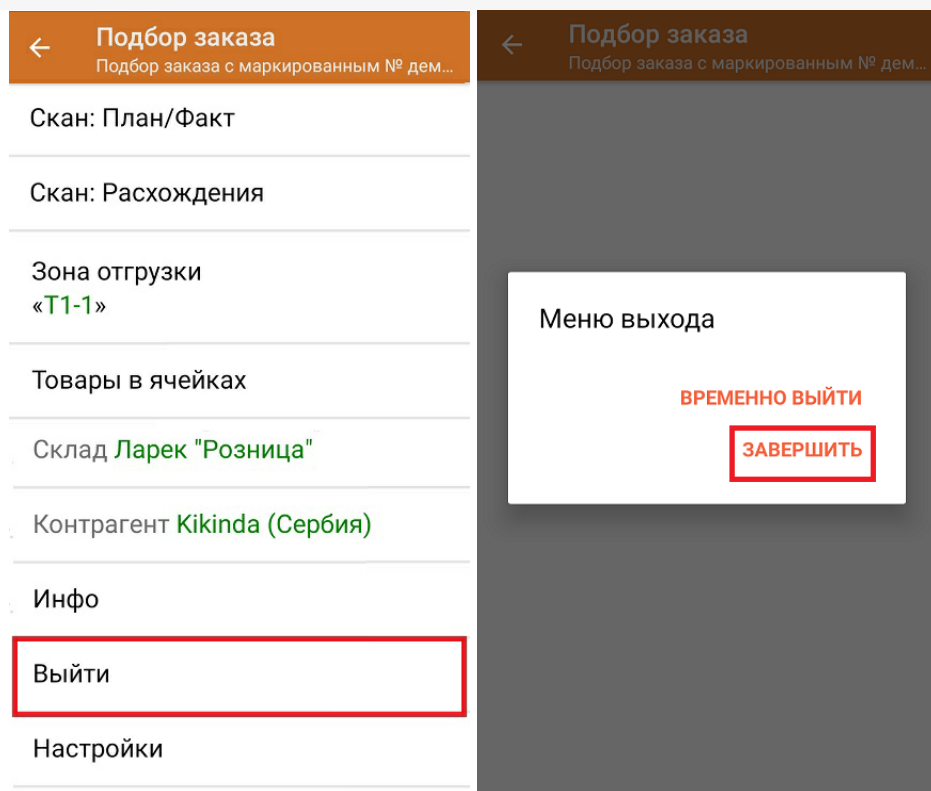 Подбор заказа
Подбор заказа с маркированным № дем...
Скан: План/Факт
Скан: Расхождения
Зона отгрузки
«Т1-1»
Товары в ячейках
Склад Ларек "Розница"
Контрагент Kikinda (Сербия)
Инфо
Выйти
Настройки
Подбор заказа
Подбор заказа с маркированным № дем...
Меню выхода
ВРЕМЕННО ВЫЙТИ
ЗАВЕРШИТЬ